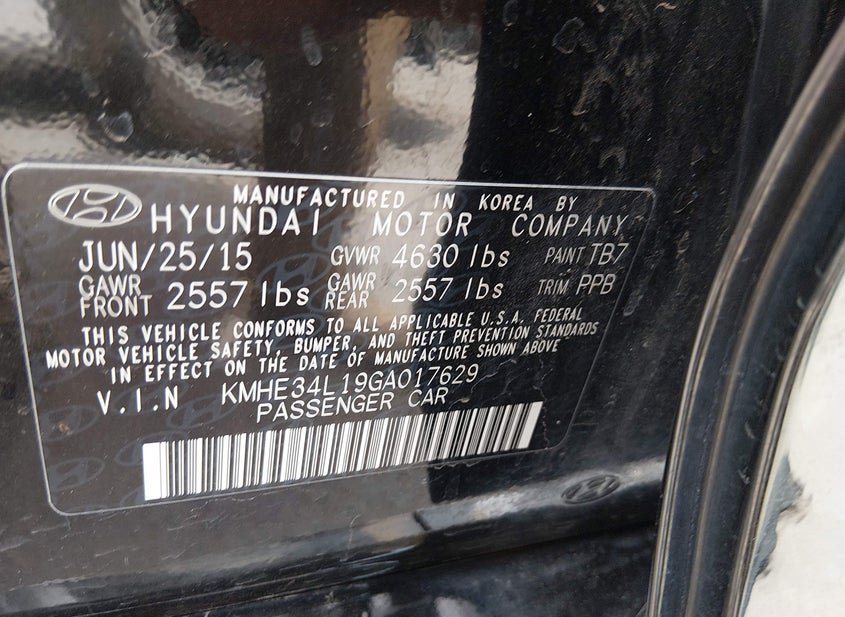 MANUFACTURED IN KOREA BY
HYUNDAI MOTOR COMPANY
JUN/25/15 GVWR 4630 lbs PAINT TB7
GAWR FRONT 2557 lbs GAWR REAR 2557 lbs TRIM PPB
THIS VEHICLE CONFORMS TO ALL APPLICABLE U.S.A. FEDERAL
MOTOR VEHICLE SAFETY, BUMPER, AND THEFT PREVENTION STANDARDS
IN EFFECT ON THE DATE OF MANUFACTURE SHOWN ABOVE
V.I.N KMHE34L19GA017629
PASSENGER CAR